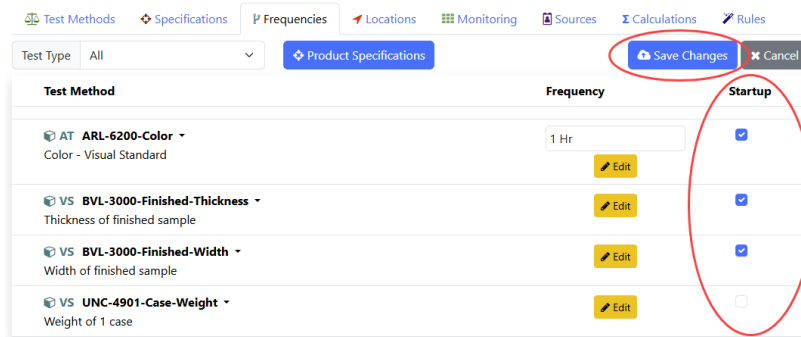 Test Methods Specifications Frequencies Locations Monitoring Sources Σ Calculations Rules
Test Type All Product Specifications Save Changes Cancel
Test Method Frequency Startup
AT ARL-6200-Color 1 Hr
Color - Visual Standard Edit
VS BVL-3000-Finished-Thickness Edit
Thickness of finished sample
VS BVL-3000-Finished-Width Edit
Width of finished sample
VS UNC-4901-Case-Weight Edit
Weight of 1 case